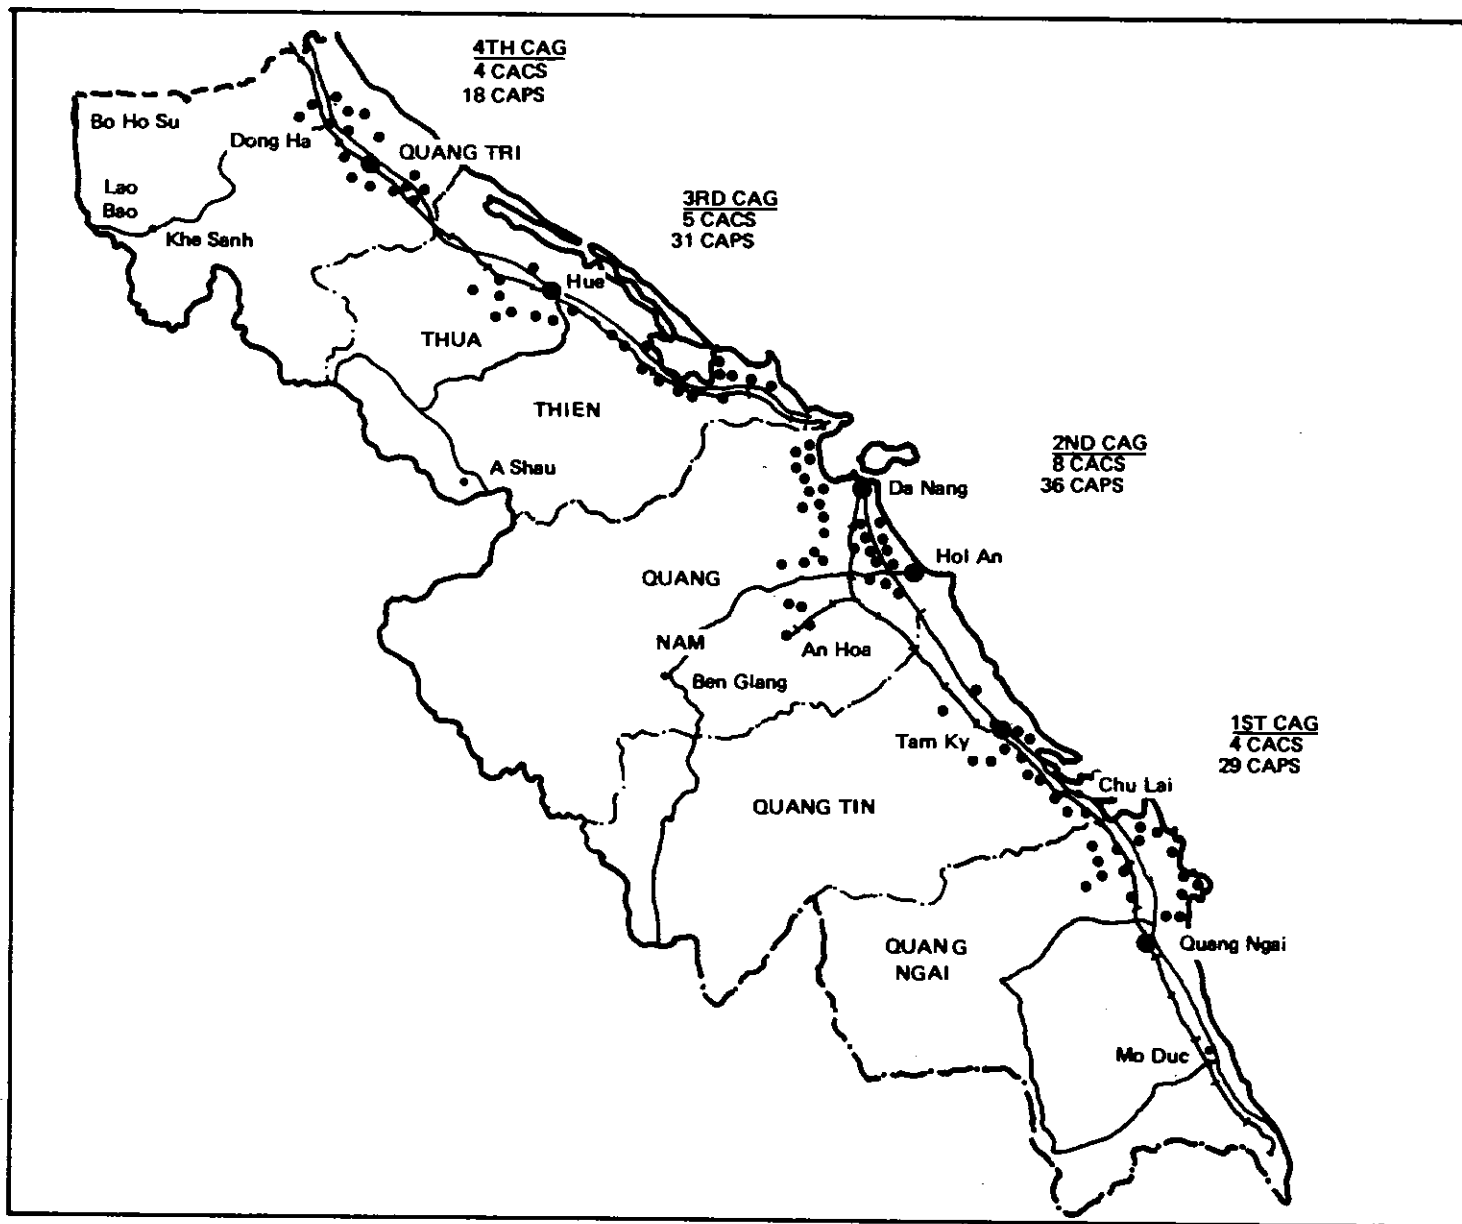 4TH CAG
4 CACS
18 CAPS
Bo Ho Su
Dong Ha
QUANG TRI
Lao
Bao
Khe Sanh
3RD CAG
5 CACS
31 CAPS
Hue
THUA
THIEN
A Shau
2ND CAG
8 CACS
36 CAPS
Da Nang
Hoi An
QUANG
NAM
An Hoa
Ben Giang
1ST CAG
4 CACS
29 CAPS
Tam Ky
Chu Lai
QUANG TIN
QUANG
NGAI
Quang Ngai
Mo Duc